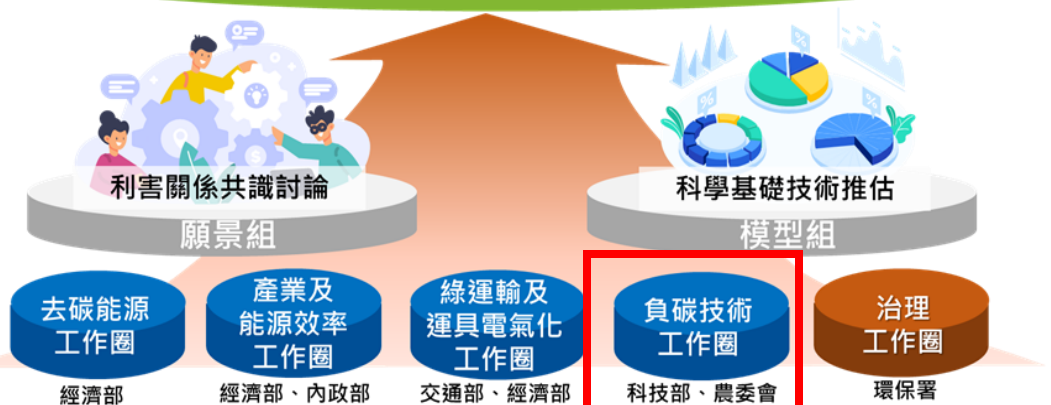 利害關係共識討論
願景組
科學基礎技術推估
模型組
去碳能源
工作圈
經濟部
產業及
能源效率
工作圈
經濟部、內政部
綠運輸及
運具電氣化
工作圈
交通部、經濟部
負碳技術
工作圈
科技部、農委會
治理
工作圈
環保署
%
%
%
$